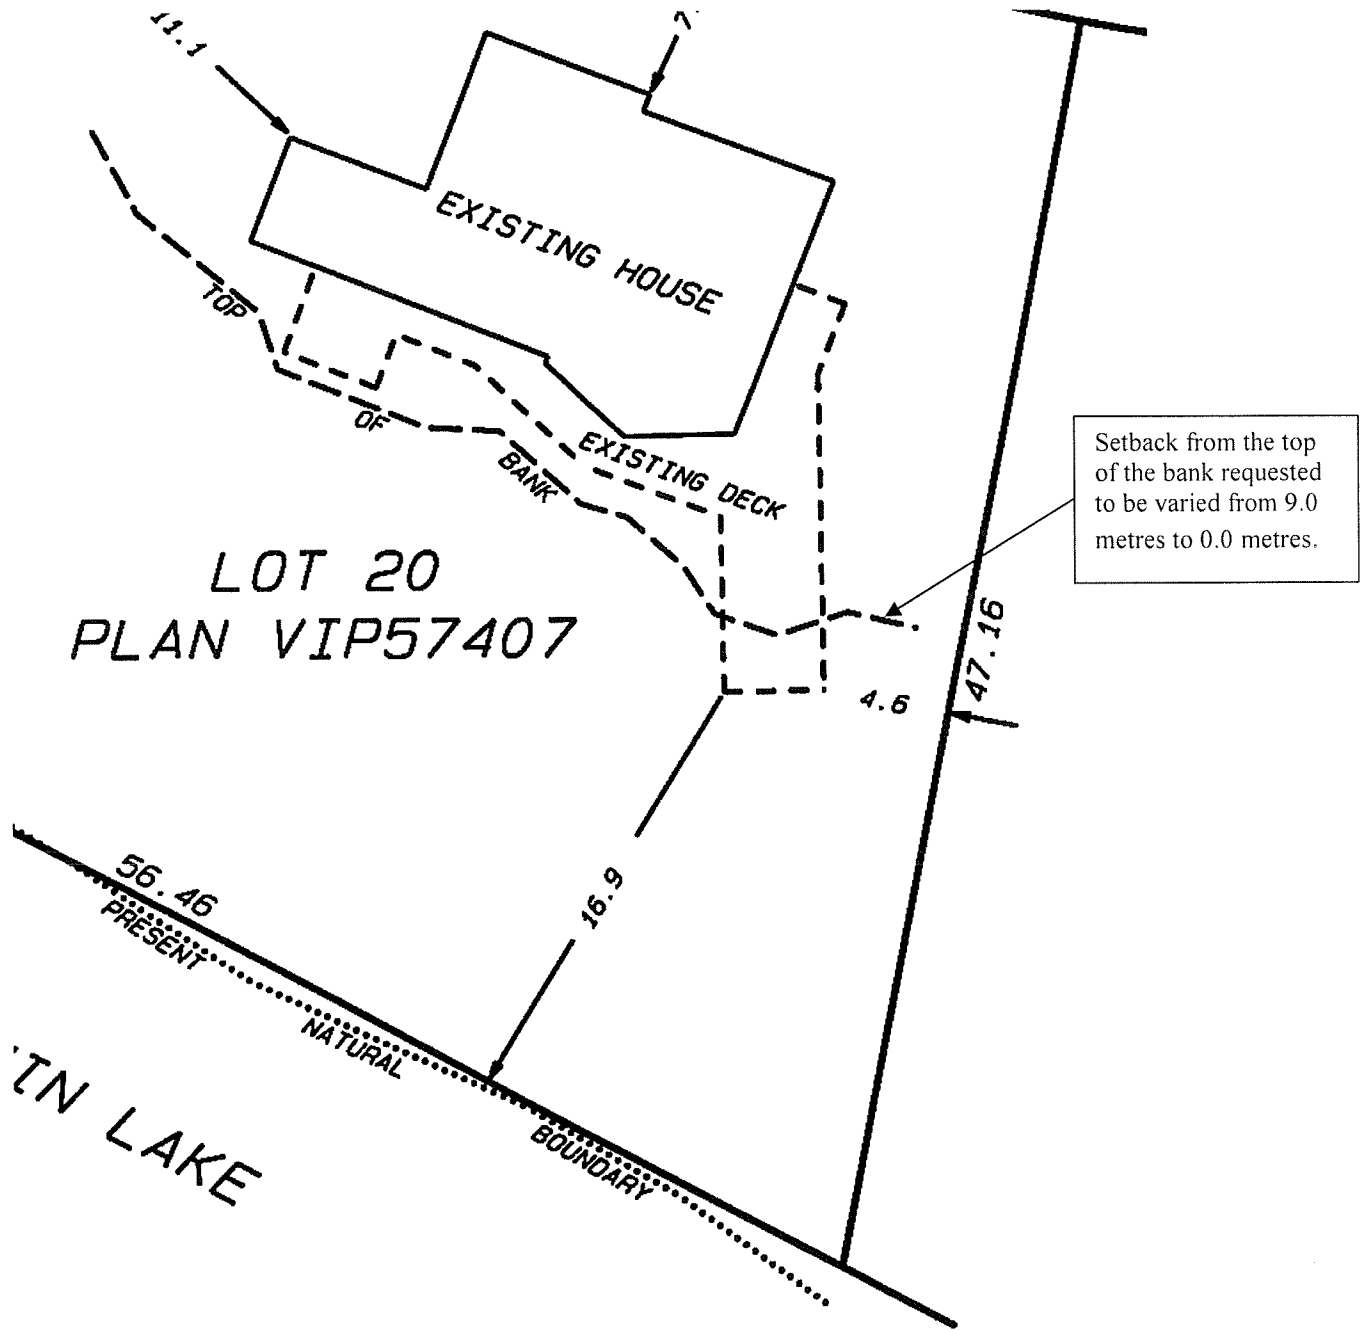 11.1
7.
EXISTING HOUSE
TOP
OF
BANK
EXISTING DECK
Setback from the top
of the bank requested
to be varied from 9.0
metres to 0.0 metres.
LOT 20
PLAN VIP57407
47.16
4.6
16.9
56.46
PRESENT
NATURAL
BOUNDARY
LAKE